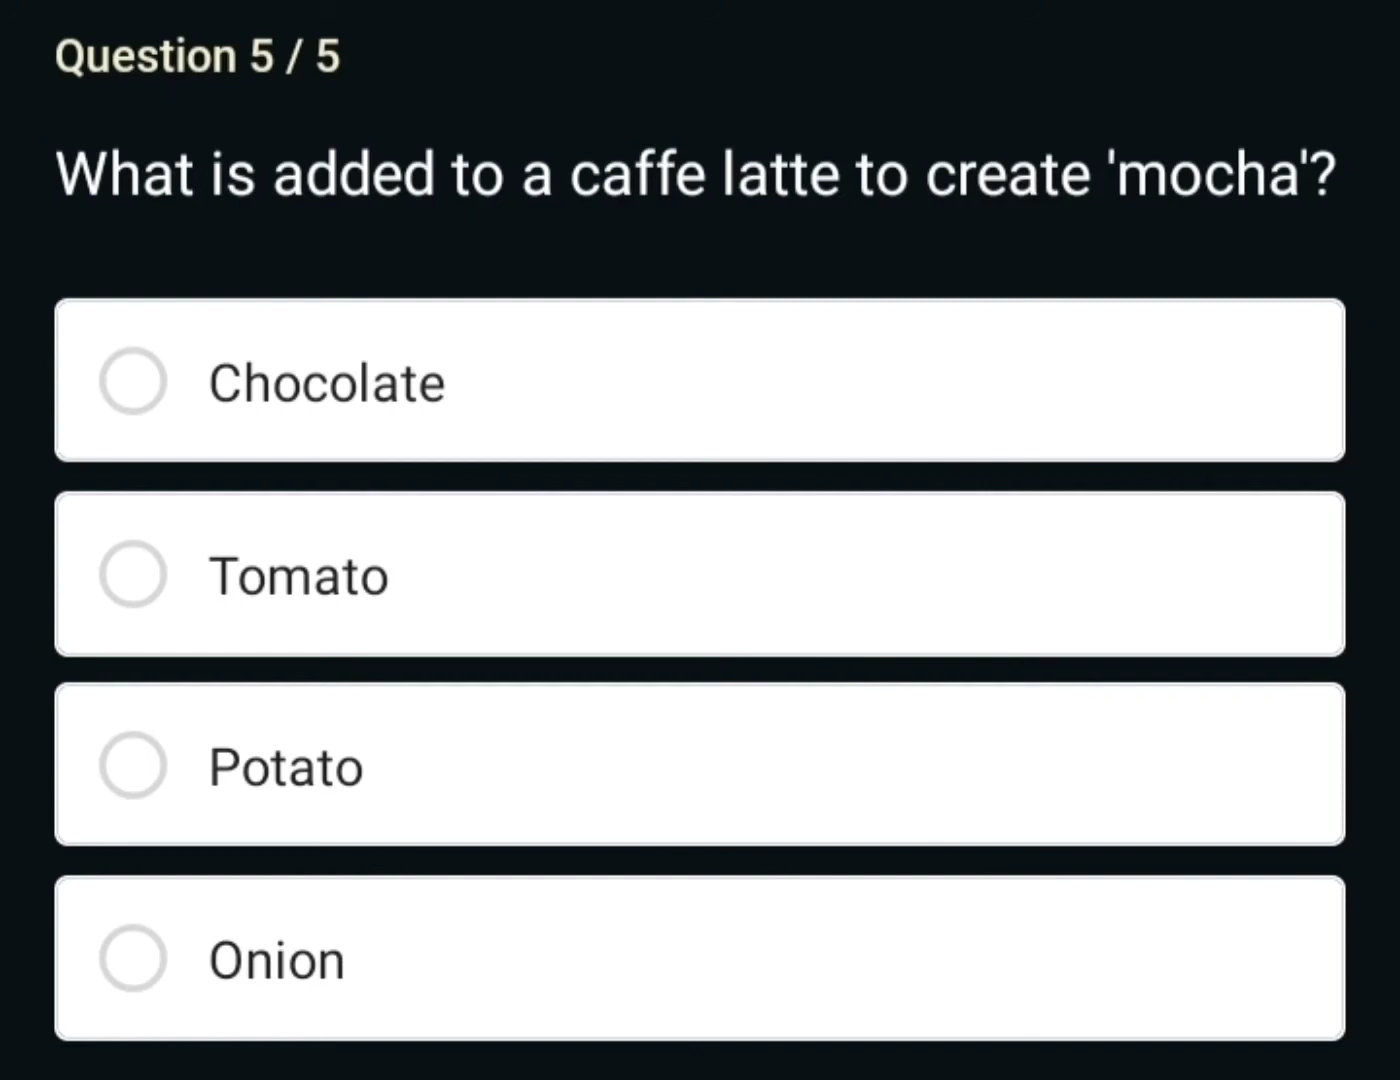 Question 5 / 5
What is added to a caffe latte to create 'mocha'?
Chocolate
Tomato
Potato
Onion